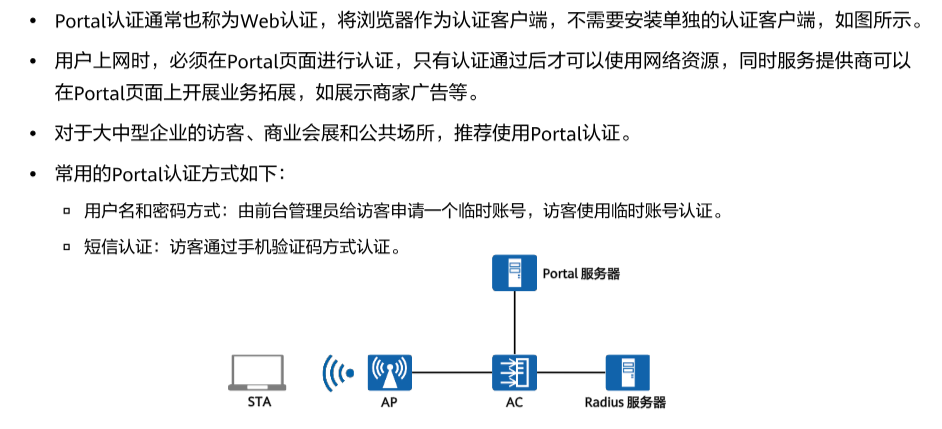 • Portal认证通常也称为Web认证，将浏览器作为认证客户端，不需要安装单独的认证客户端，如图所示。
• 用户上网时，必须在Portal页面进行认证，只有认证通过后才可以使用网络资源，同时服务提供商可以
在Portal页面上开展业务拓展，如展示商家广告等。
• 对于大中型企业的访客、商业会展和公共场所，推荐使用Portal认证。
• 常用的Portal认证方式如下：
▫ 用户名和密码方式：由前台管理员给访客申请一个临时账号，访客使用临时账号认证。
▫ 短信认证：访客通过手机验证码方式认证。
Portal 服务器
STA
AP
AC
Radius 服务器